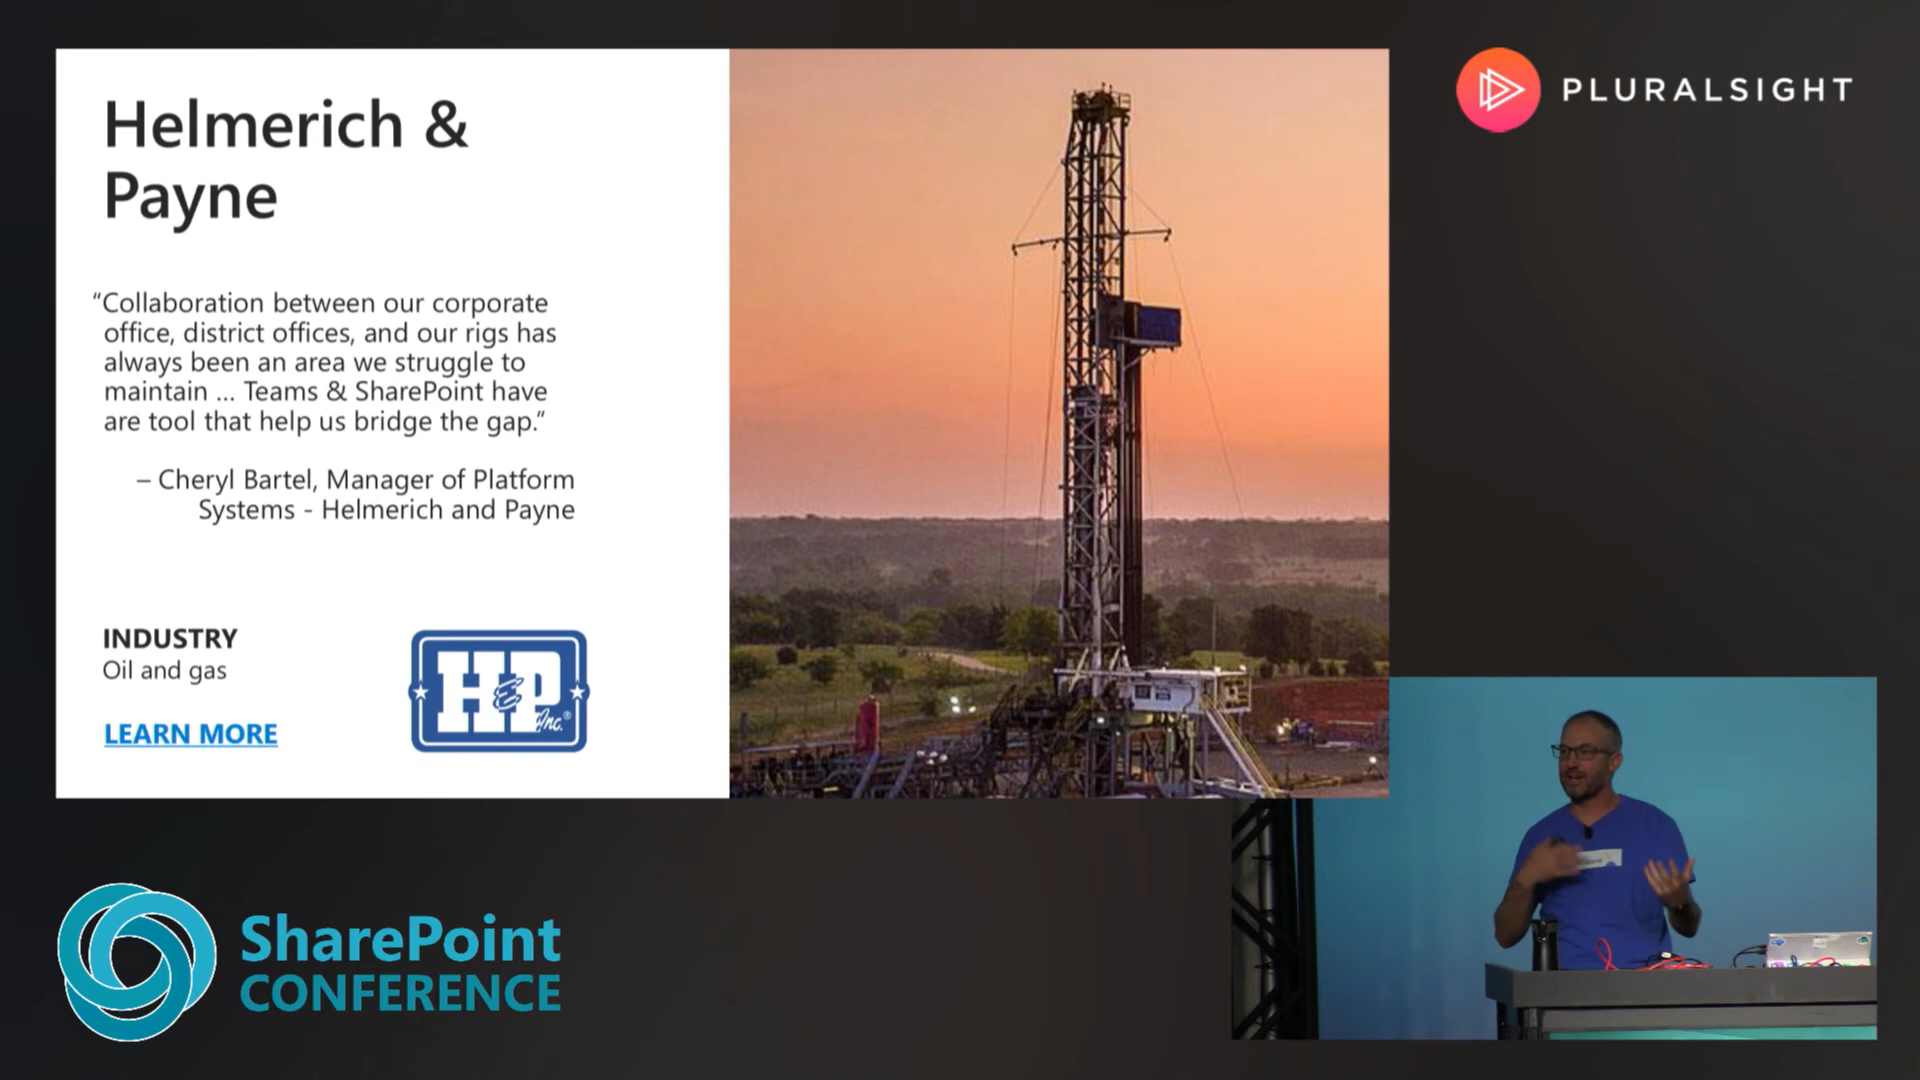 Helmerich &
Payne
“Collaboration between our corporate
office, district offices, and our rigs has
always been an area we struggle to
maintain ... Teams & SharePoint have
are tool that help us bridge the gap.”
– Cheryl Bartel, Manager of Platform
Systems - Helmerich and Payne
INDUSTRY
Oil and gas
LEARN MORE
H&P Inc.®
PLURALSIGHT
SharePoint
CONFERENCE